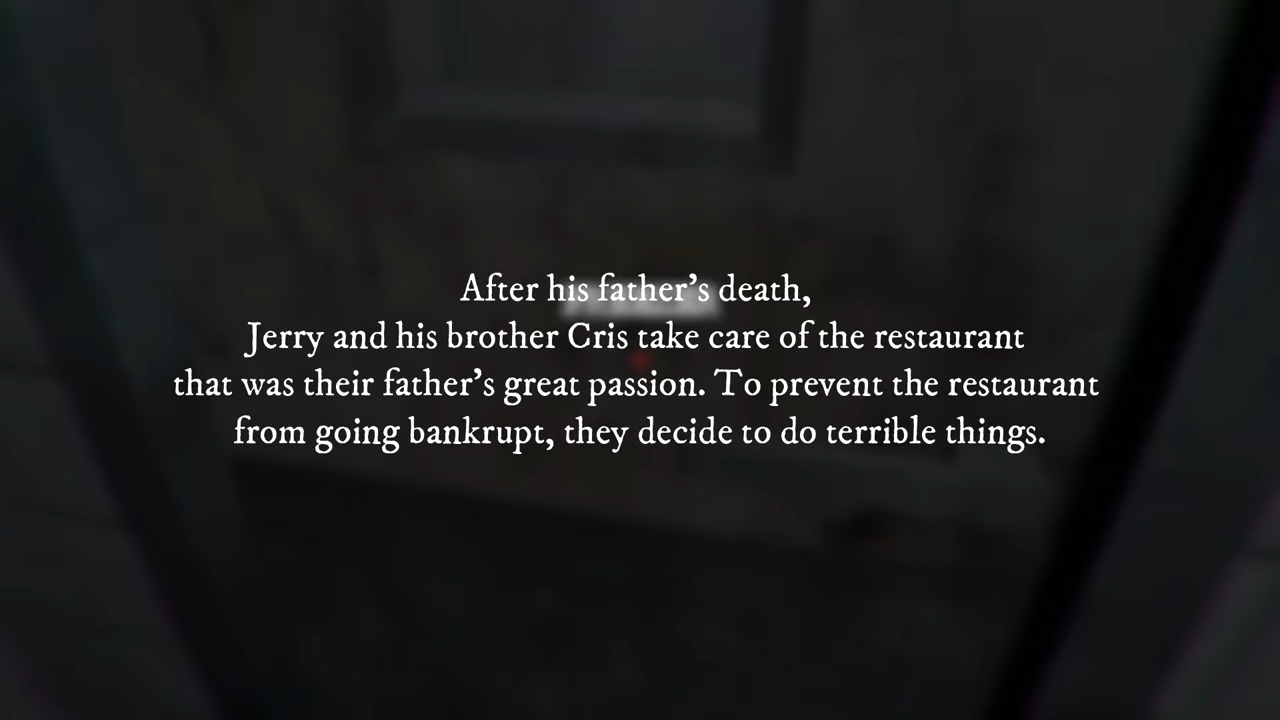 After his father's death,
Jerry and his brother Cris take care of the restaurant
that was their father's great passion. To prevent the restaurant
from going bankrupt, they decide to do terrible things.